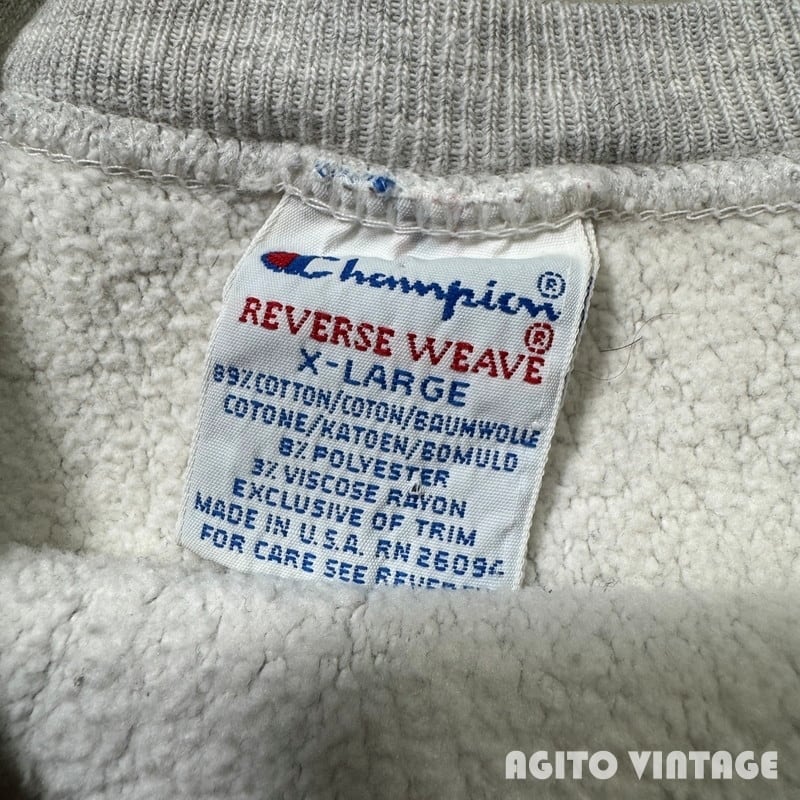 Champion®
REVERSE WEAVE®
X-LARGE
89% COTTON/COTON/BAUMWOLLE
COTONE/KATOEN/BOMULD
8% POLYESTER
3% VISCOSE RAYON
EXCLUSIVE OF TRIM
MADE IN U.S.A. RN 26094
FOR CARE SEE
AGITO VINTAGE